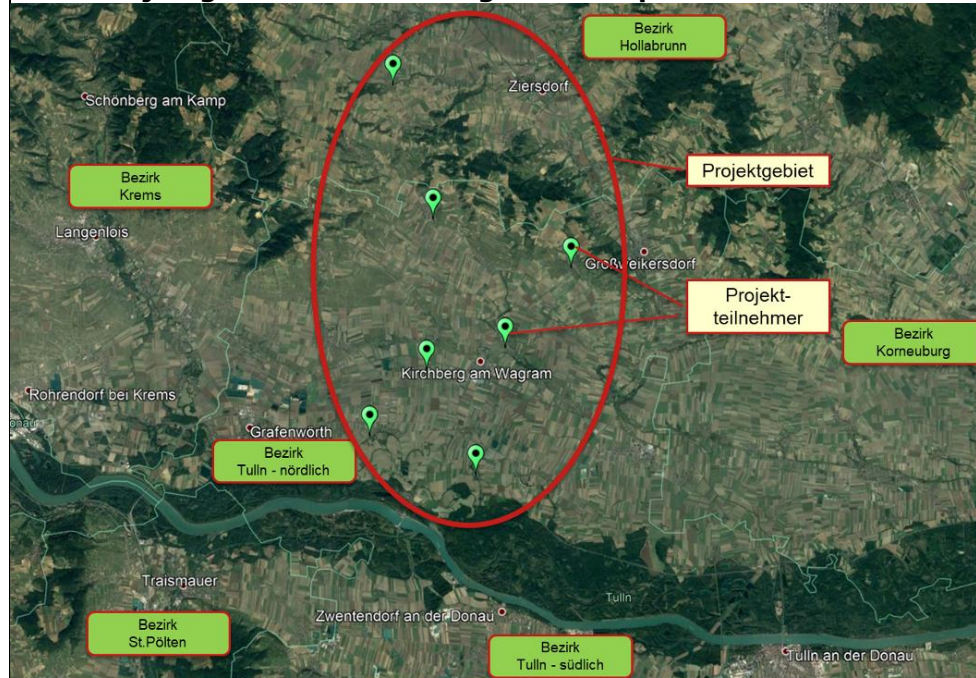 Bezirk
Hollabrunn
Ziersdorf
Schönberg am Kamp
Projektgebiet
Bezirk
Krems
Langenlois
Großweikersdorf
Projekt-
teilnehmer
Bezirk
Korneuburg
Kirchberg am Wagram
Rohrendorf bei Krems
Grafenwörth
Bezirk
Tulln - nördlich
Traismauer
Tulln
Zwentendorf an der Donau
Bezirk
St.Pölten
Bezirk
Tulln - südlich
Tulln an der Donau